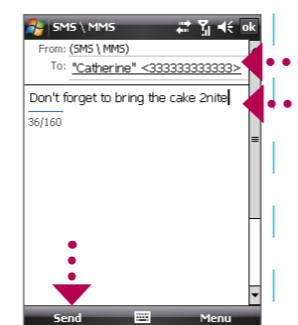 SMS \ MMS
ok
From: (SMS \ MMS)
To: "Catherine" <333333333333>
Don't forget to bring the cake 2nite
36/160
Send
Menu